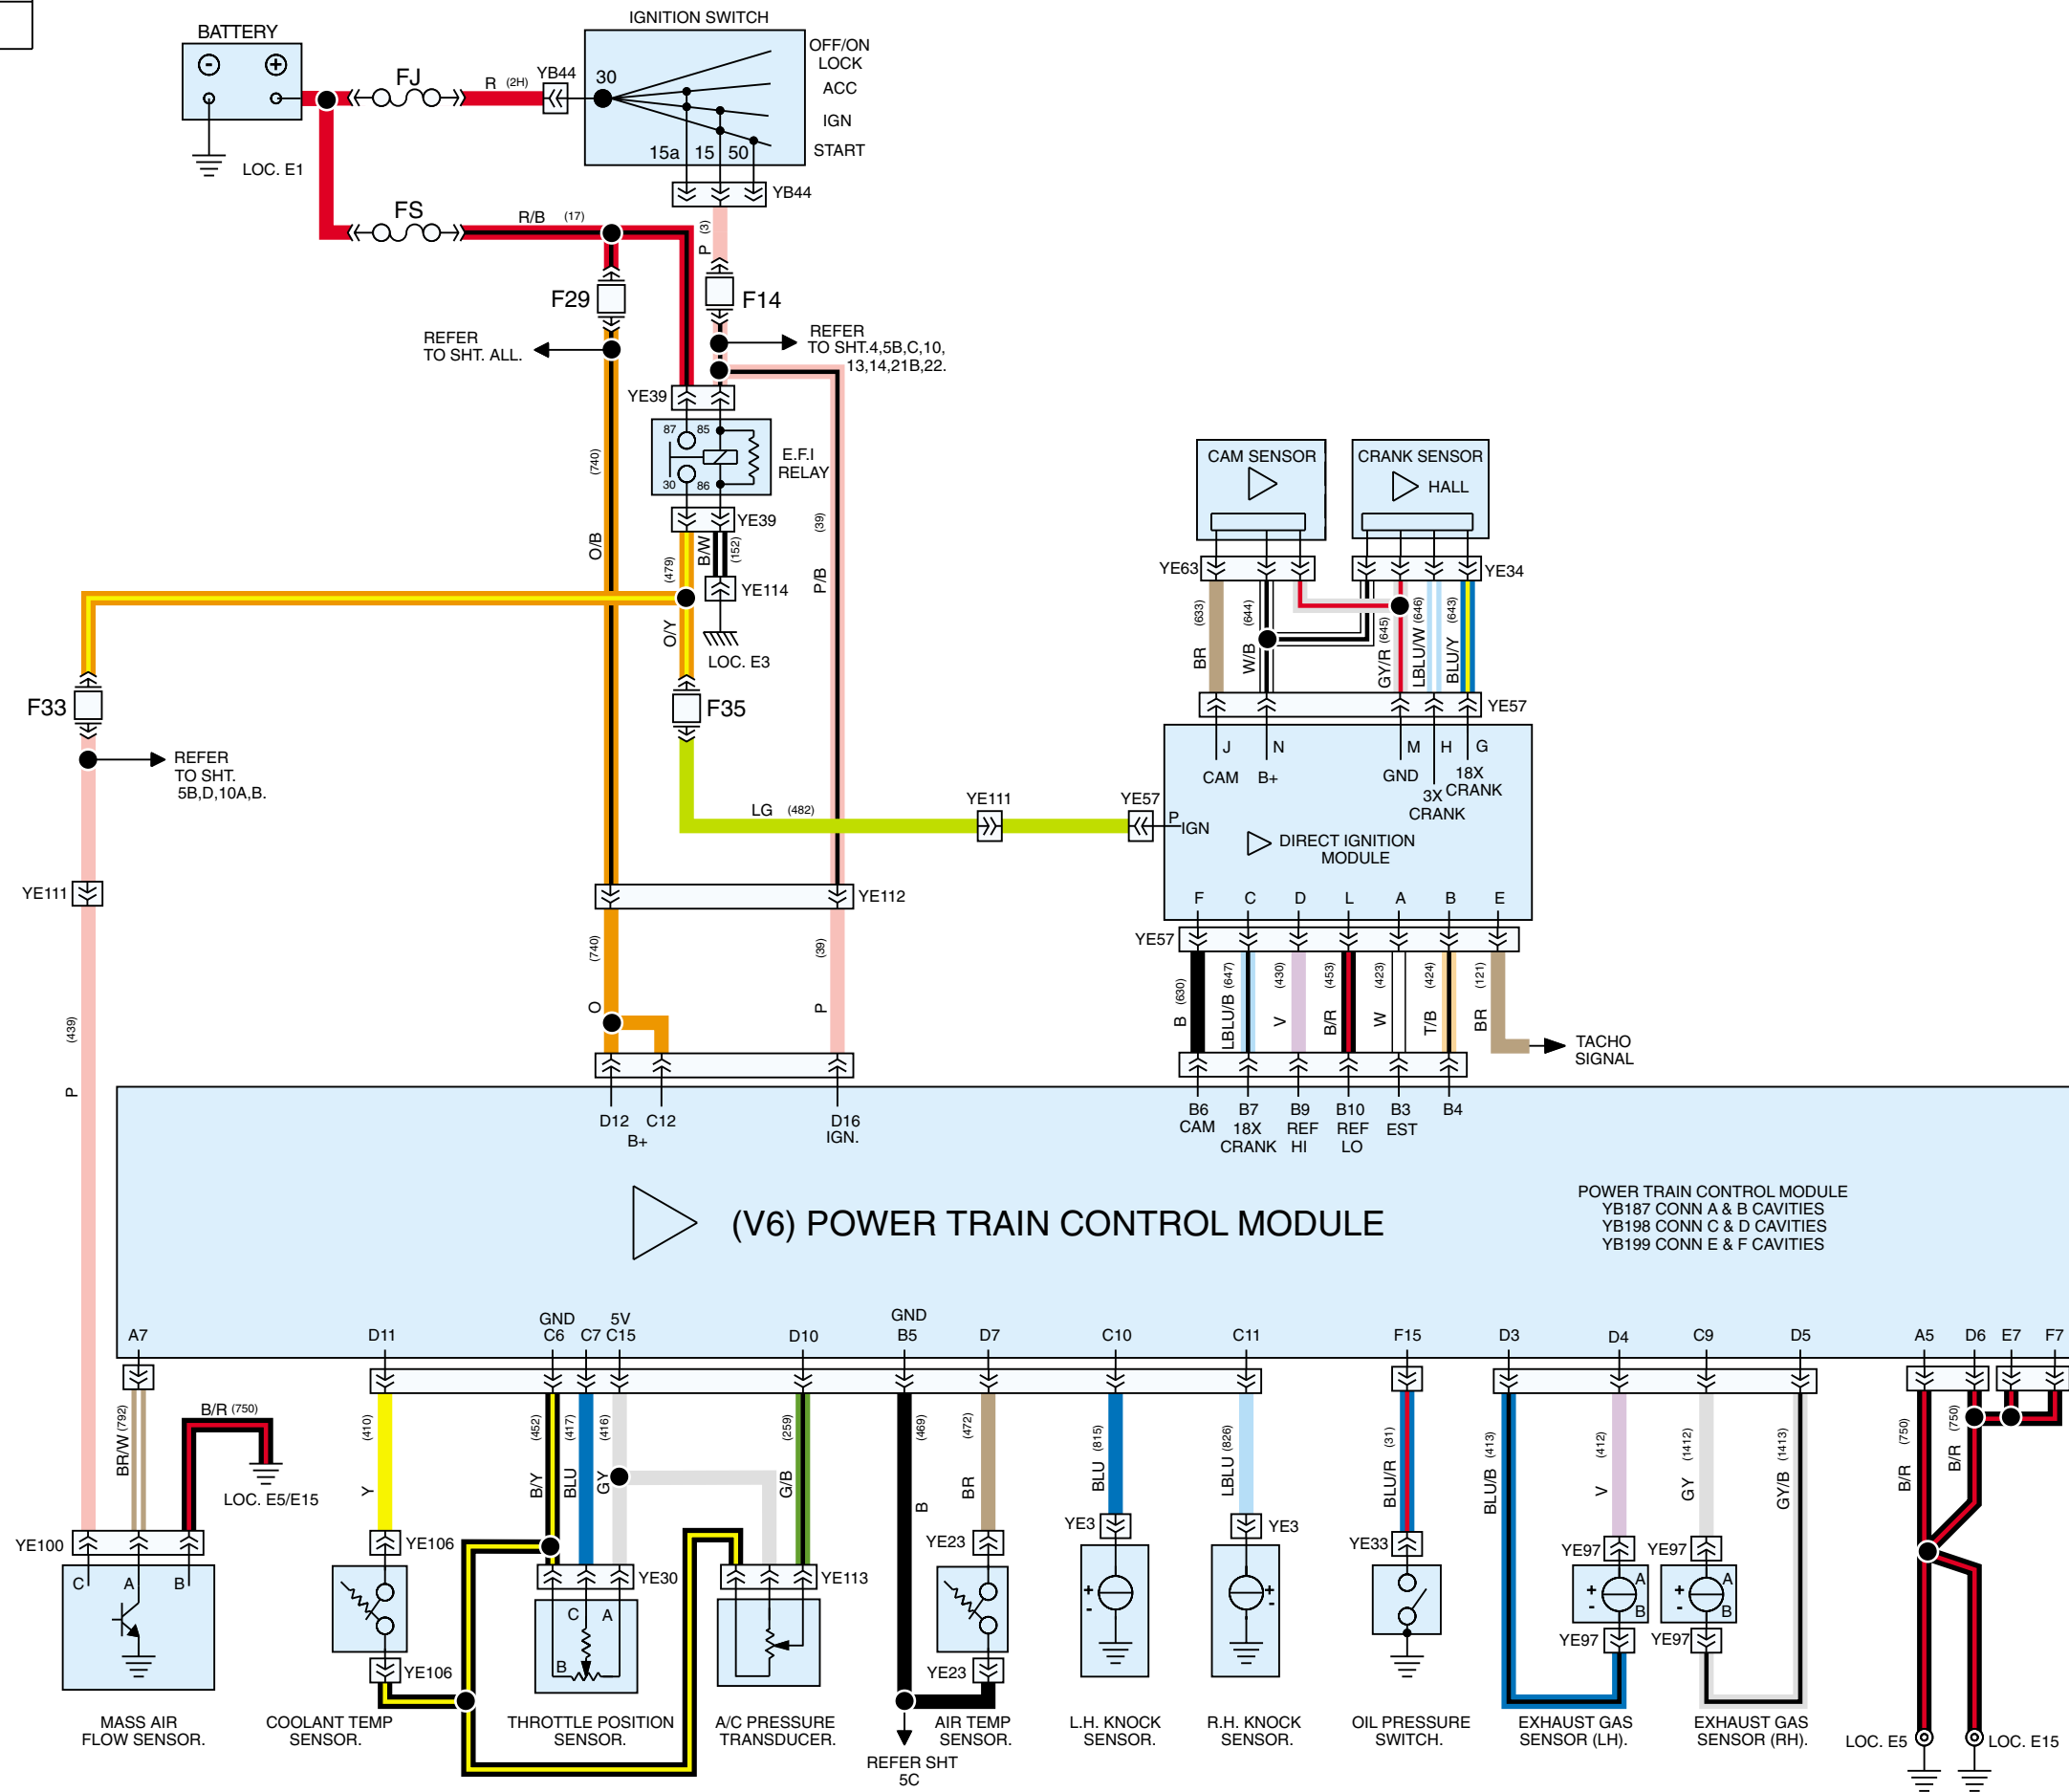 BATTERY
IGNITION SWITCH
OFF/ON
LOCK
ACC
IGN
START
FJ
R (2H)
YB44
30
15a 15 50
YB44
LOC. E1
FS
R/B (17)
P (3)
F29
F14
REFER
TO SHT. ALL.
REFER
TO SHT.4,5B,C,10,
13,14,21B,22.
YE39
87 85
30 86
E.F.I
RELAY
YE39
(740)
O/B
(479)
B/W
(152)
(39)
P/B
YE114
O/Y
LOC. E3
CAM SENSOR
CRANK SENSOR
HALL
YE63
YE34
BR (633)
W/B (644)
GY/R (645)
LBLU/W (646)
BLU/Y (643)
YE57
F33
F35
REFER
TO SHT.
5B,D,10A,B.
J N M H G
CAM B+ GND 18X
CRANK
3X
CRANK
LG (482)
YE111
YE57
P
IGN
DIRECT IGNITION
MODULE
YE111
YE112
F C D L A B E
YE57
(740)
O
(39)
P
B (630)
LBLU/B (647)
V (430)
B/R (453)
W (423)
T/B (424)
BR (121)
TACHO
SIGNAL
(439)
P
D12 C12
B+
D16
IGN.
B6 B7 B9 B10 B3 B4
CAM 18X REF REF EST
CRANK HI LO
(V6) POWER TRAIN CONTROL MODULE
POWER TRAIN CONTROL MODULE
YB187 CONN A & B CAVITIES
YB198 CONN C & D CAVITIES
YB199 CONN E & F CAVITIES
GND 5V GND
A7 D11 C6 C7 C15 D10 B5 D7 C10 C11 F15 D3 D4 C9 D5 A5 D6 E7 F7
BR/W (792)
B/R (750)
LOC. E5/E15
Y (410)
B/Y (452)
BLU (417)
GY (416)
G/B (259)
B (469)
BR (472)
BLU (815)
LBLU (826)
BLU/R (31)
BLU/B (413)
V (412)
GY (1412)
GY/B (1413)
B/R (750)
B/R (750)
YE100
YE106
YE30
YE113
YE23
YE3
YE3
YE33
YE97
YE97
C A B
C A
B
+
-
+
-
+
-
A
B
+
-
A
B
YE106
YE23
YE97
YE97
MASS AIR
FLOW SENSOR.
COOLANT TEMP
SENSOR.
THROTTLE POSITION
SENSOR.
A/C PRESSURE
TRANSDUCER.
AIR TEMP
SENSOR.
REFER SHT
5C
L.H. KNOCK
SENSOR.
R.H. KNOCK
SENSOR.
OIL PRESSURE
SWITCH.
EXHAUST GAS
SENSOR (LH).
EXHAUST GAS
SENSOR (RH).
LOC. E5
LOC. E15